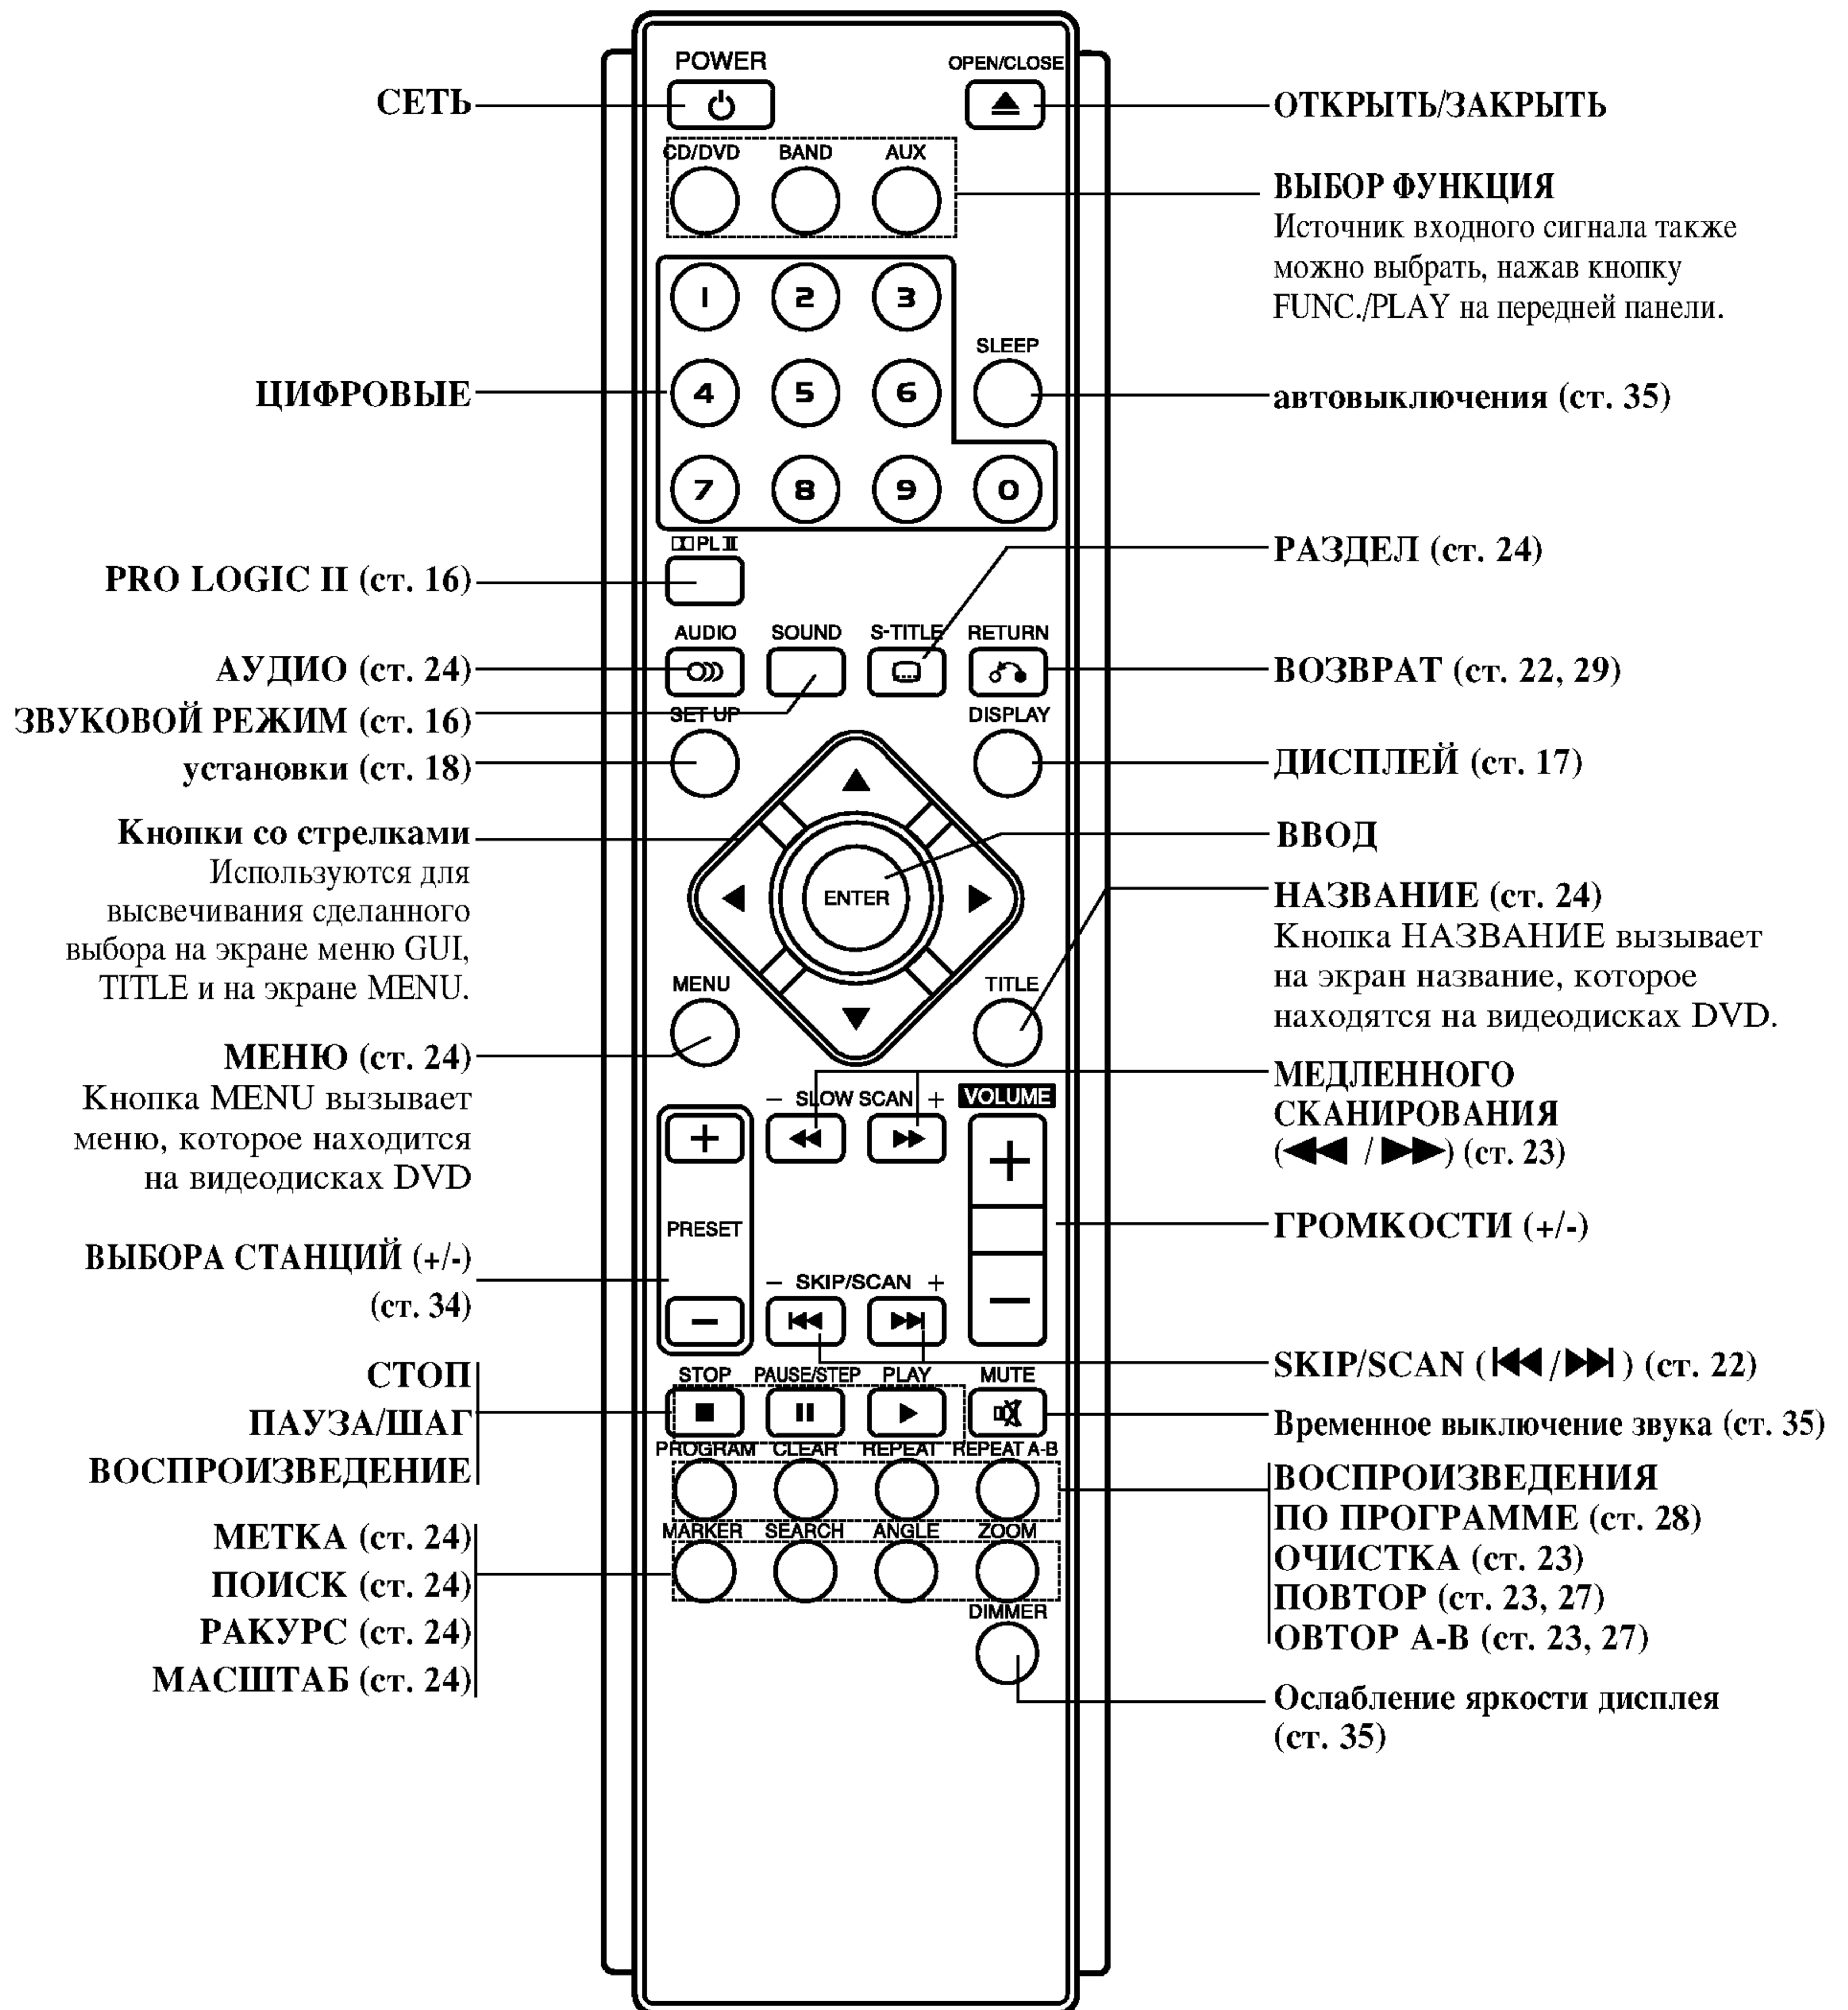 POWER
OPEN/CLOSE
СЕТЬ
ОТКРЫТЬ/ЗАКРЫТЬ
CD/DVD BAND AUX
ВЫБОР ФУНКЦИЯ
Источник входного сигнала также
можно выбрать, нажав кнопку
FUNC./PLAY на передней панели.
1 2 3
SLEEP
ЦИФРОВЫЕ
4 5 6
автовыключения (ст. 35)
7 8 9 0
PL II
РАЗДЕЛ (ст. 24)
PRO LOGIC II (ст. 16)
AUDIO SOUND S-TITLE RETURN
АУДИО (ст. 24)
ВОЗВРАТ (ст. 22, 29)
ЗВУКОВОЙ РЕЖИМ (ст. 16)
SET UP
DISPLAY
установки (ст. 18)
ДИСПЛЕЙ (ст. 17)
▲
Кнопки со стрелками
Используются для
высвечивания сделанного
выбора на экране меню GUI,
TITLE и на экране MENU.
ВВОД
◀ ENTER ▶
НАЗВАНИЕ (ст. 24)
Кнопка НАЗВАНИЕ вызывает
на экран название, которое
находятся на видеодисках DVD.
MENU
TITLE
▼
МЕНЮ (ст. 24)
Кнопка MENU вызывает
меню, которое находится
на видеодисках DVD
МЕДЛЕННОГО
СКАНИРОВАНИЯ
(◀◀ / ▶▶) (ст. 23)
– SLOW SCAN +
VOLUME
+ ◀◀ ▶▶ +
PRESET
ГРОМКОСТИ (+/-)
ВЫБОРА СТАНЦИЙ (+/-)
(ст. 34)
– SKIP/SCAN +
– |◀◀ ▶▶| –
SKIP/SCAN (|◀◀ / ▶▶|) (ст. 22)
STOP PAUSE/STEP PLAY MUTE
СТОП
ПАУЗА/ШАГ
ВОСПРОИЗВЕДЕНИЕ
Временное выключение звука (ст. 35)
PROGRAM CLEAR REPEAT REPEAT A-B
ВОСПРОИЗВЕДЕНИЯ
ПО ПРОГРАММЕ (ст. 28)
ОЧИСТКА (ст. 23)
ПОВТОР (ст. 23, 27)
ОВТОР A-B (ст. 23, 27)
MARKER SEARCH ANGLE ZOOM
МЕТКА (ст. 24)
ПОИСК (ст. 24)
РАКУРС (ст. 24)
МАСШТАБ (ст. 24)
DIMMER
Ослабление яркости дисплея
(ст. 35)